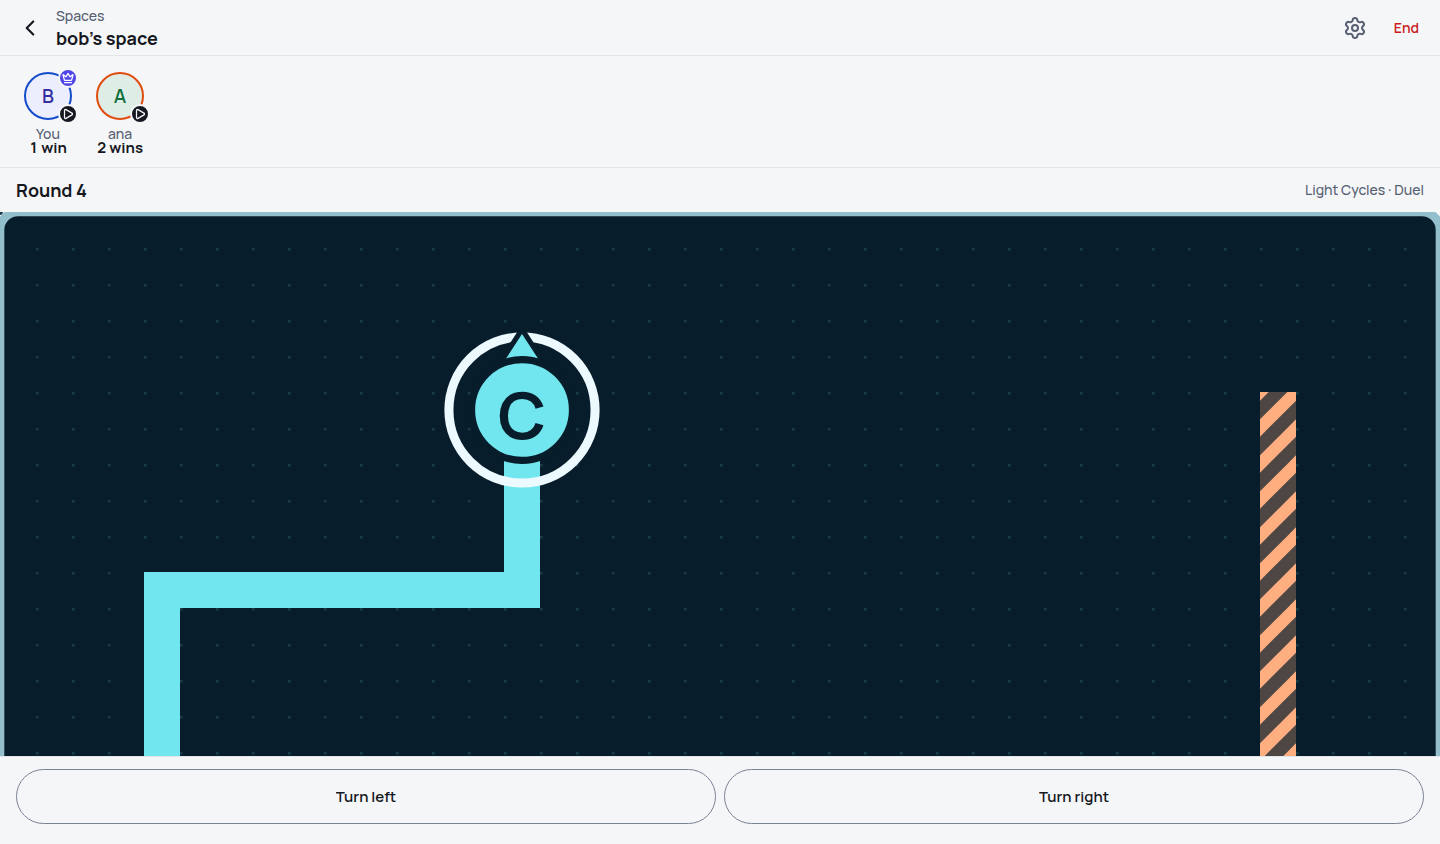 Spaces
bob's space
End
B
A
You
ana
1 win
2 wins
Round 4
Light Cycles · Duel
C
Turn left
Turn right